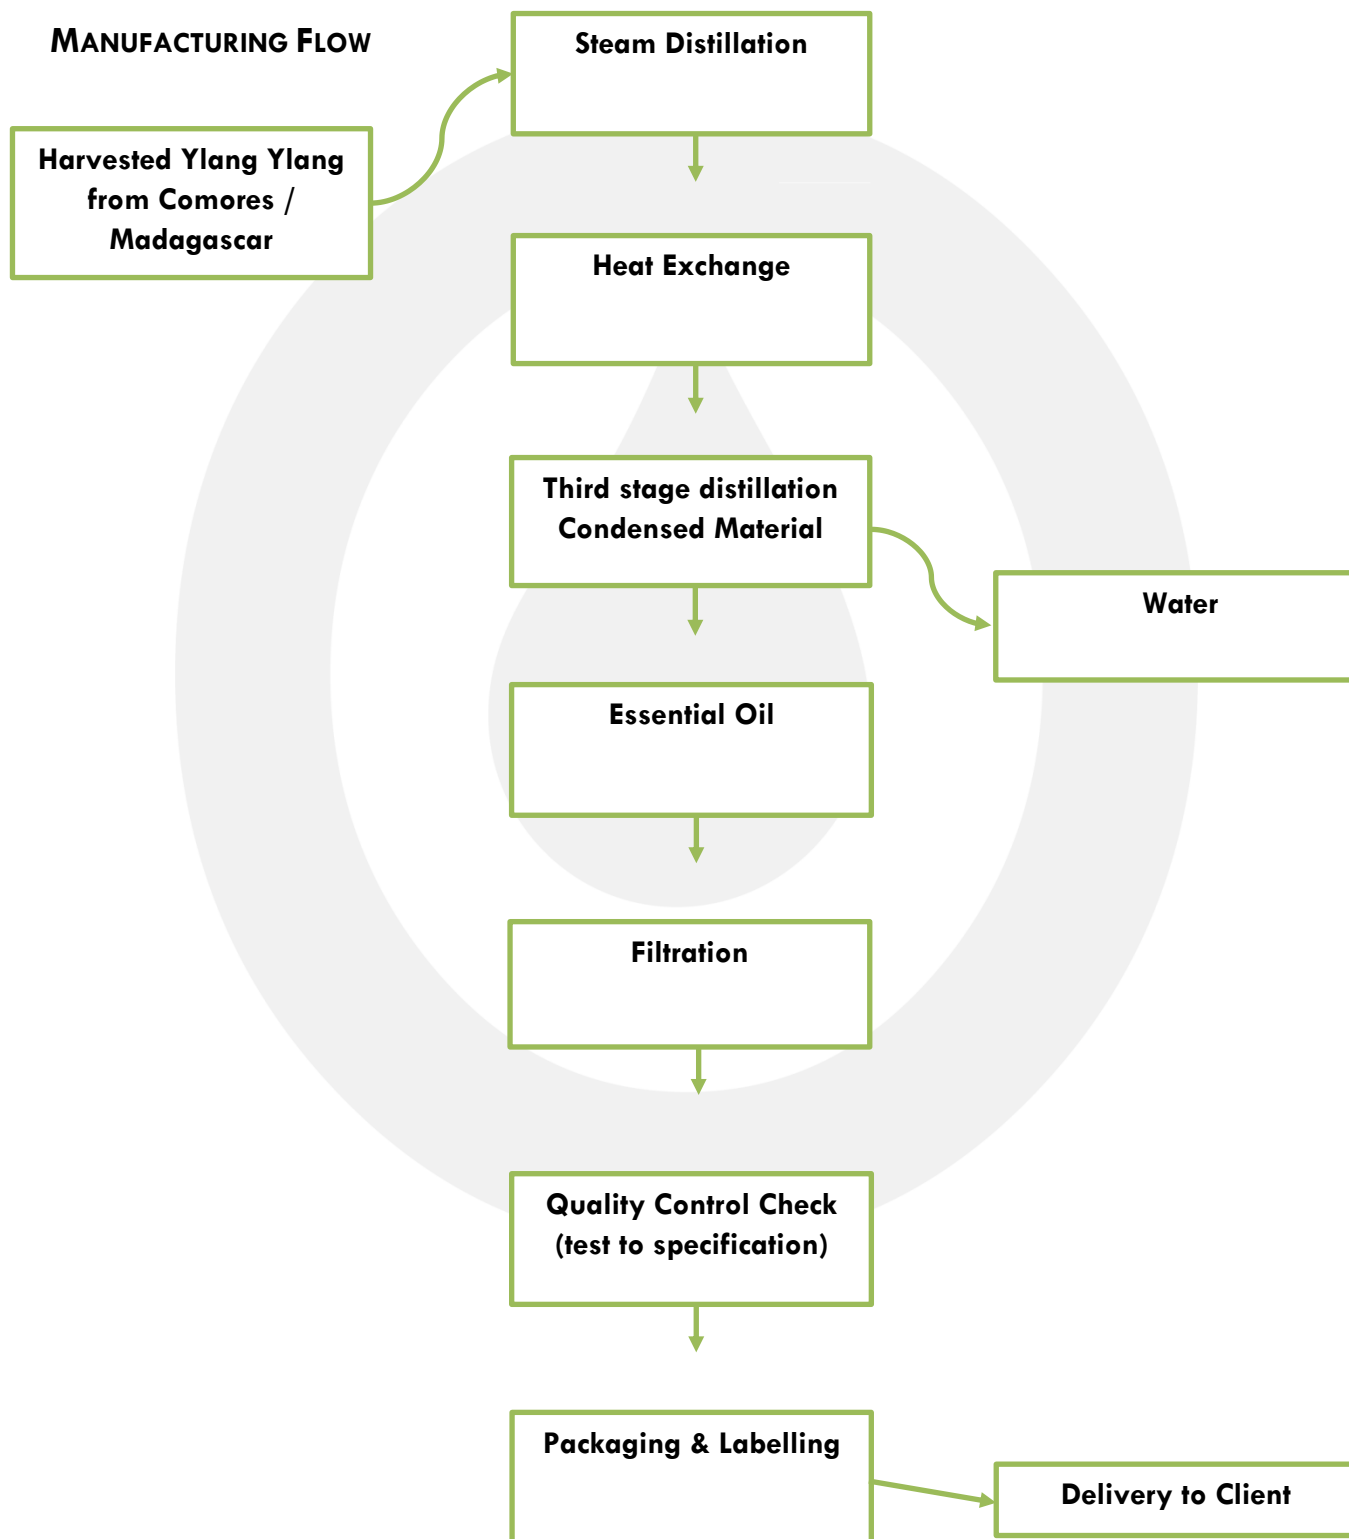 MANUFACTURING FLOW
Steam Distillation
Harvested Ylang Ylang
from Comores /
Madagascar
Heat Exchange
Third stage distillation
Condensed Material
Water
Essential Oil
Filtration
Quality Control Check
(test to specification)
Packaging & Labelling
Delivery to Client